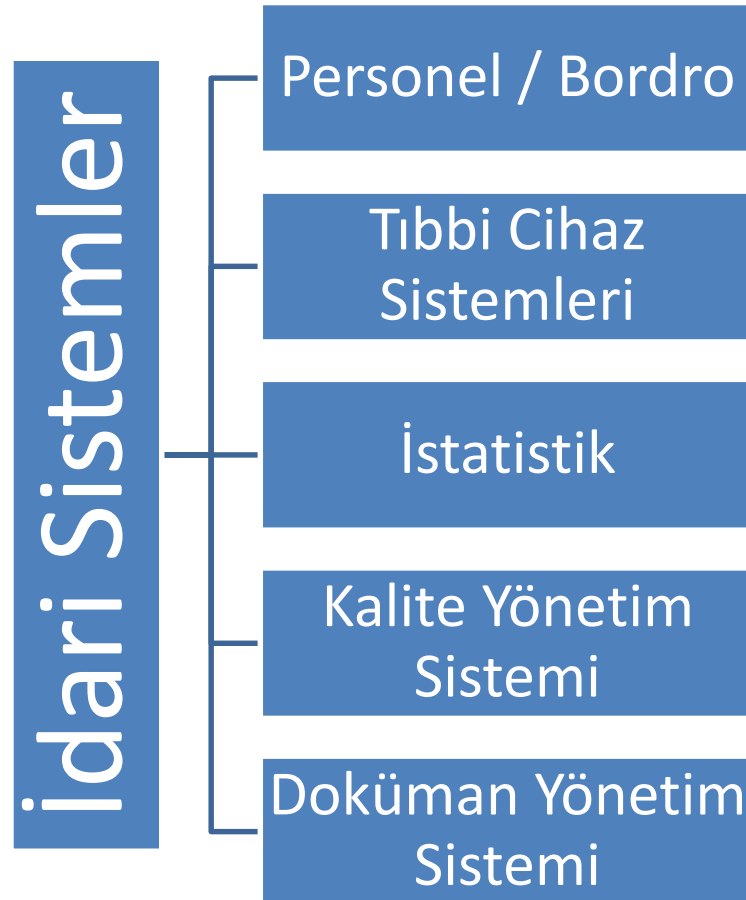 İdari Sistemler
Personel / Bordro
Tıbbi Cihaz
Sistemleri
İstatistik
Kalite Yönetim
Sistemi
Doküman Yönetim
Sistemi